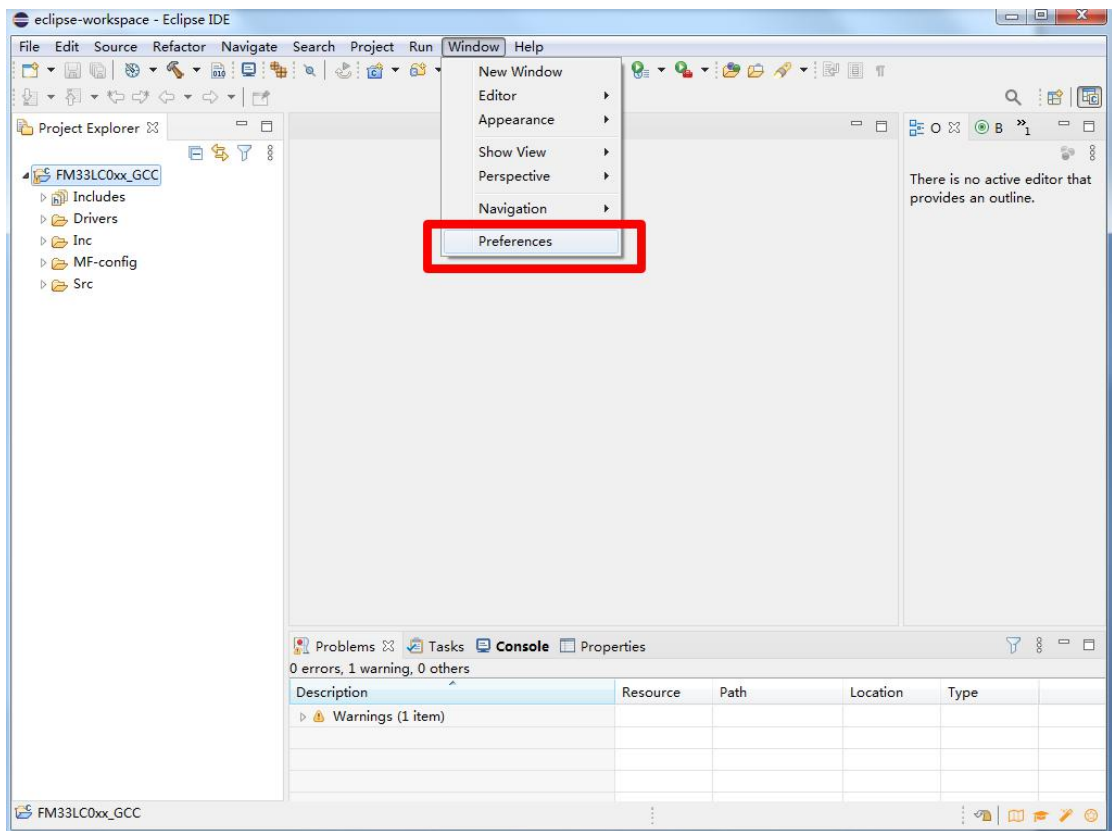 eclipse-workspace - Eclipse IDE
File Edit Source Refactor Navigate Search Project Run Window Help
New Window
Editor
Appearance
Show View
Perspective
Navigation
Preferences
Project Explorer
FM33LC0xx_GCC
Includes
Drivers
Inc
MF-config
Src
O B »1
There is no active editor that
provides an outline.
Problems Tasks Console Properties
0 errors, 1 warning, 0 others
Description Resource Path Location Type
Warnings (1 item)
FM33LC0xx_GCC